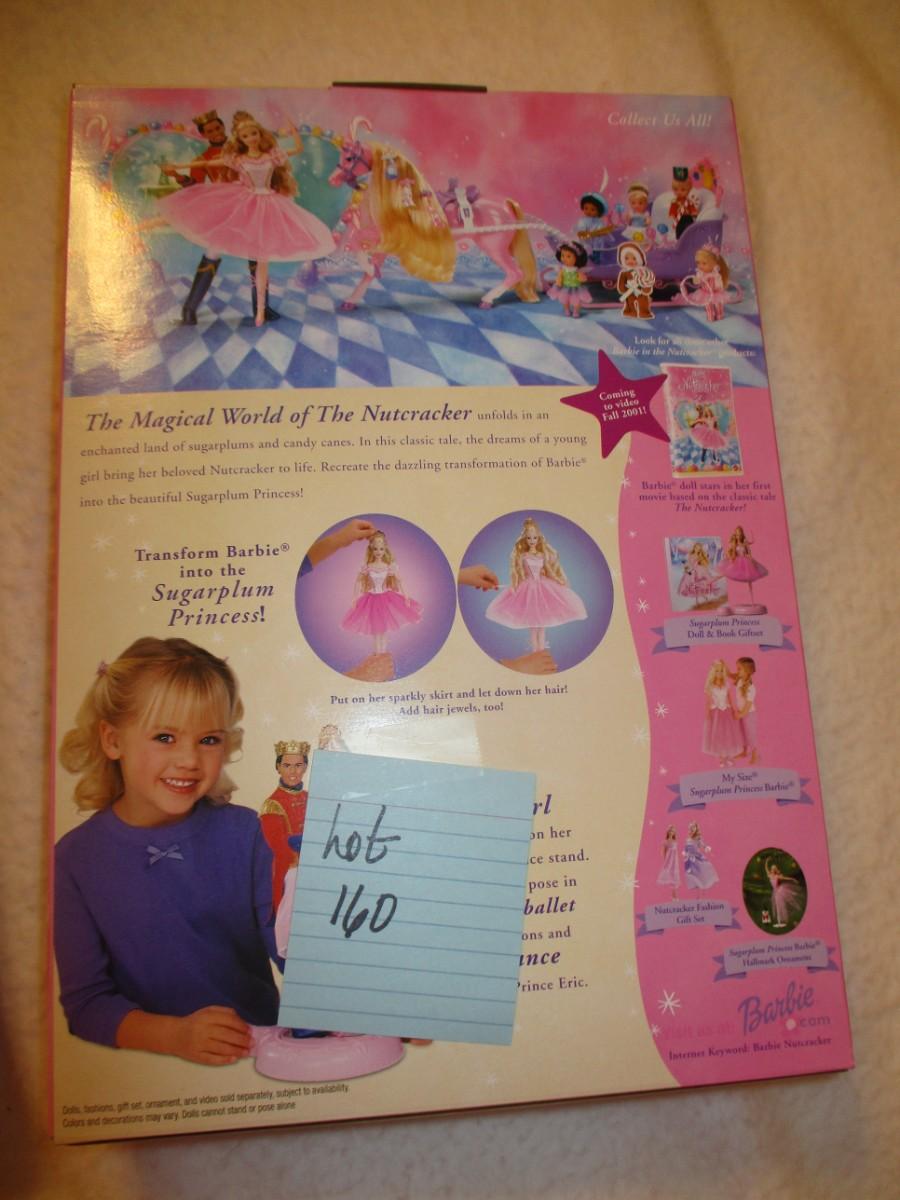 Collect Us All!
Look for all these other
Barbie in the Nutcracker™ products:
Coming
to video
Fall 2001!
The Magical World of The Nutcracker unfolds in an
enchanted land of sugarplums and candy canes. In this classic tale, the dreams of a young
girl bring her beloved Nutcracker to life. Recreate the dazzling transformation of Barbie®
into the beautiful Sugarplum Princess!
Barbie® doll stars in her first
movie based on the classic tale
The Nutcracker!
Transform Barbie®
into the
Sugarplum
Princess!
Put on her sparkly skirt and let down her hair!
Add hair jewels, too!
Sugarplum Princess
Doll & Book Giftset
My Size®
Sugarplum Princess Barbie®
Nutcracker Fashion
Gift Set
Sugarplum Princess Barbie®
Hallmark Ornament
lot
160
rl
on her
ce stand.
pose in
ballet
ons and
ance
Prince Eric.
visit us at: Barbie.com
Internet Keyword: Barbie Nutcracker
Dolls, fashions, gift set, ornament, and video sold separately, subject to availability.
Colors and decorations may vary. Dolls cannot stand or pose alone